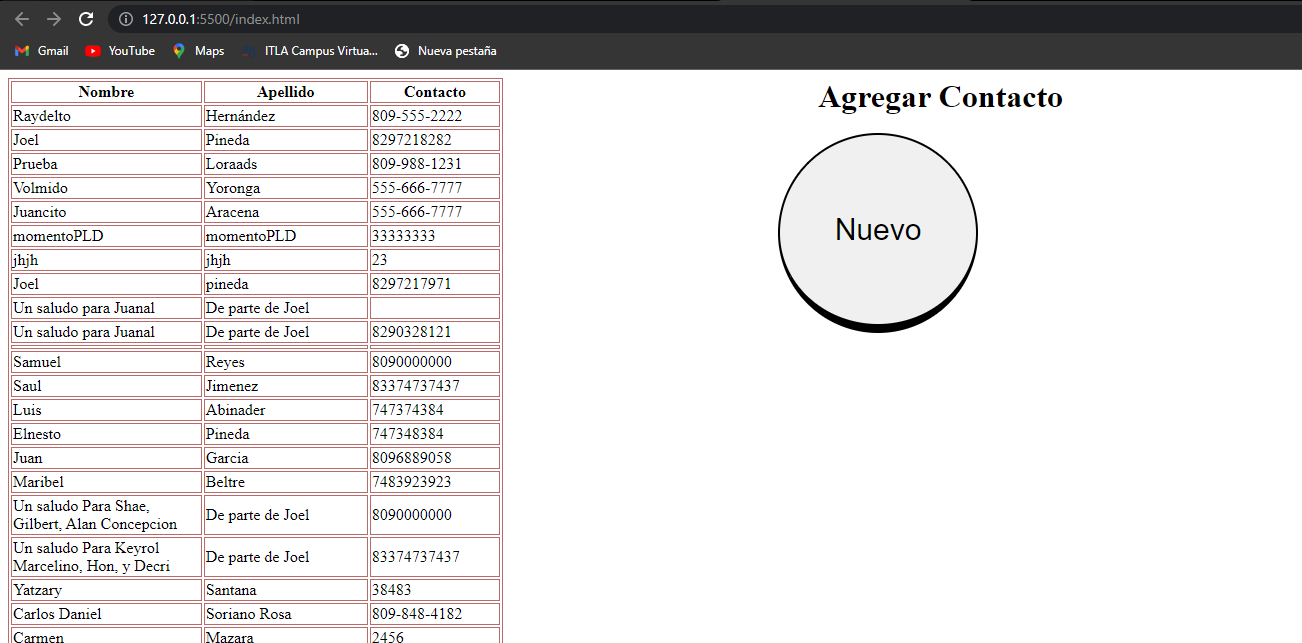 127.0.0.1:5500/index.html
Gmail YouTube Maps ITLA Campus Virtua... Nueva pestaña
Nombre Apellido Contacto
Raydelto Hernández 809-555-2222
Joel Pineda 8297218282
Prueba Loraads 809-988-1231
Volmido Yoronga 555-666-7777
Juancito Aracena 555-666-7777
momentoPLD momentoPLD 33333333
jhjh jhjh 23
Joel pineda 8297217971
Un saludo para Juanal De parte de Joel
Un saludo para Juanal De parte de Joel 8290328121
Samuel Reyes 8090000000
Saul Jimenez 83374737437
Luis Abinader 747374384
Elnesto Pineda 747348384
Juan Garcia 8096889058
Maribel Beltre 7483923923
Un saludo Para Shae,
Gilbert, Alan Concepcion
De parte de Joel 8090000000
Un saludo Para Keyrol
Marcelino, Hon, y Decri
De parte de Joel 83374737437
Yatzary Santana 38483
Carlos Daniel Soriano Rosa 809-848-4182
Carmen Mazara 2456
Agregar Contacto
Nuevo